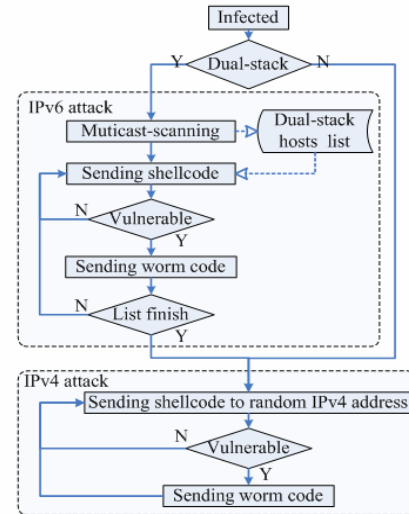 Infected
Y
Dual-stack
N
IPv6 attack
Muticast-scanning
Dual-stack
hosts list
Sending shellcode
N
Vulnerable
Y
Sending worm code
N
List finish
Y
IPv4 attack
Sending shellcode to random IPv4 address
N
Vulnerable
Y
Sending worm code